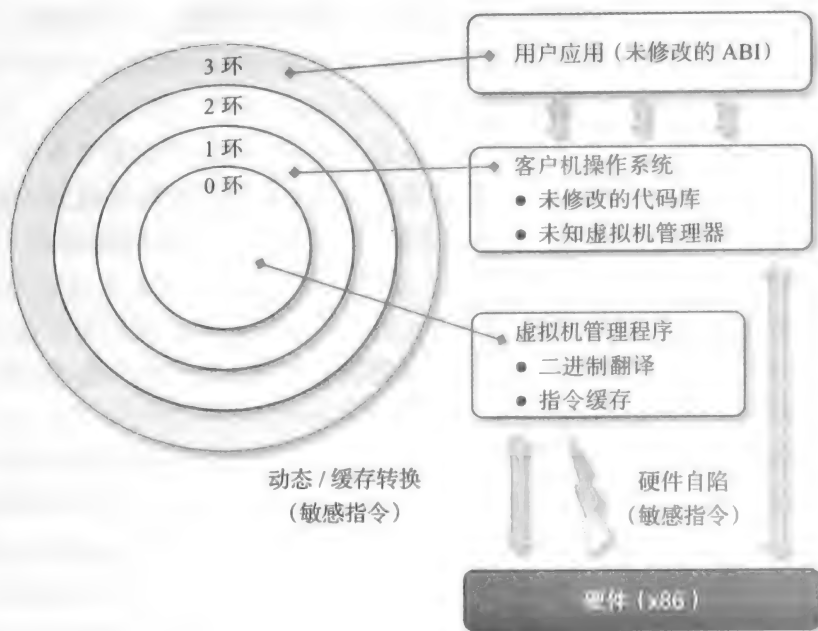 3 环
2 环
1 环
0 环
用户应用（未修改的 ABI）
客户机操作系统
● 未修改的代码库
● 未知虚拟机管理器
虚拟机管理程序
● 二进制翻译
● 指令缓存
动态 / 缓存转换
（敏感指令）
硬件自陷
（敏感指令）
硬件（x86）